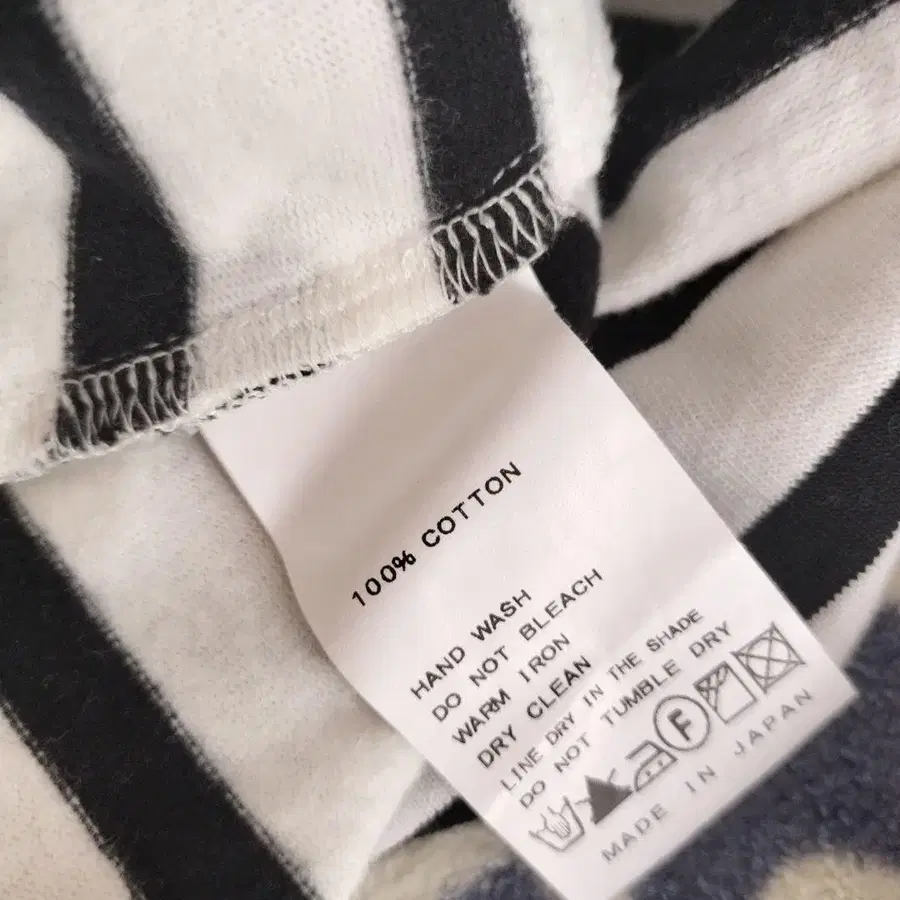 100% COTTON
HAND WASH
DO NOT BLEACH
WARM IRON
DRY CLEAN
LINE DRY IN THE SHADE
DO NOT TUMBLE DRY
F
MADE IN JAPAN